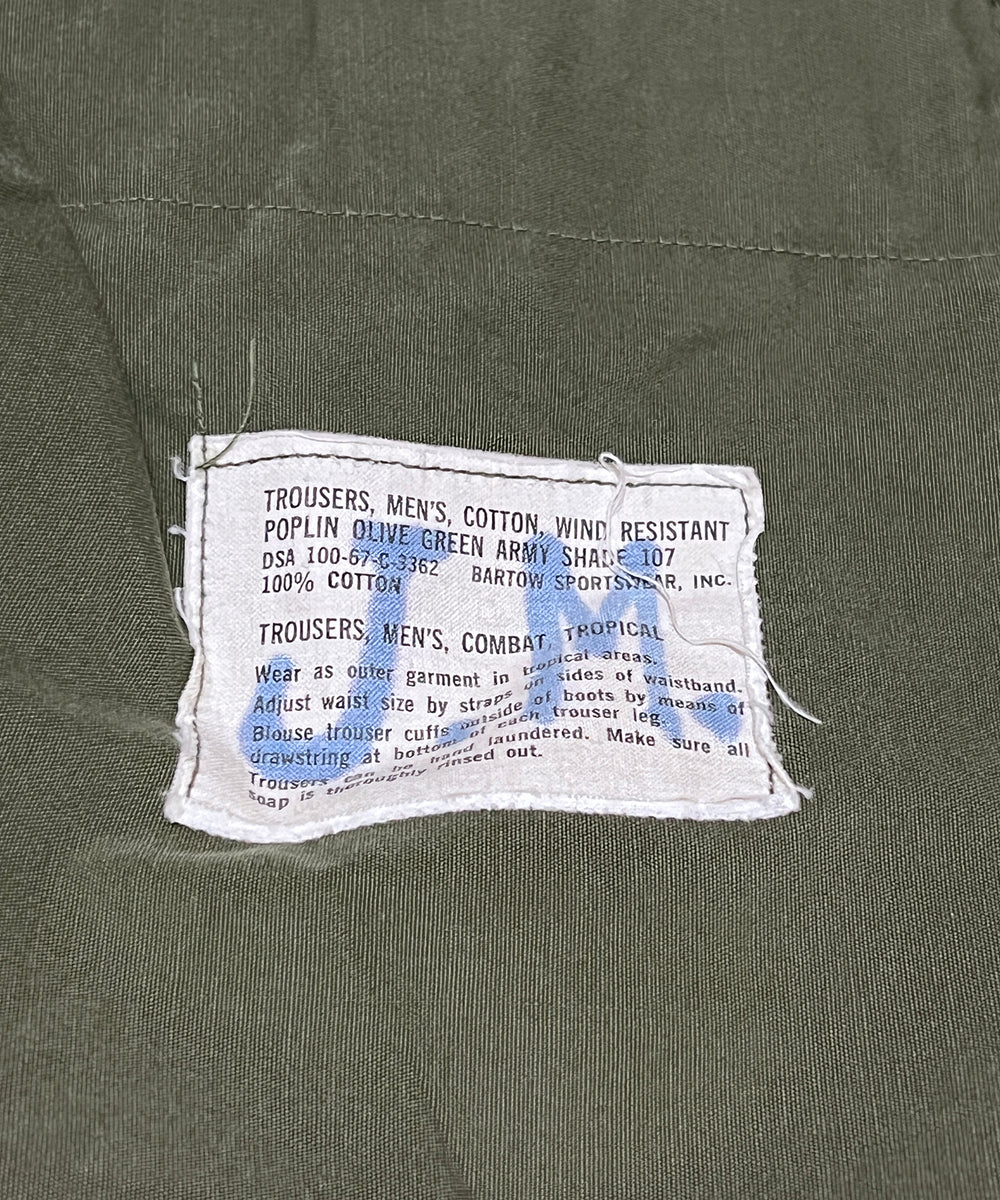 TROUSERS, MEN'S, COTTON, WIND RESISTANT
POPLIN OLIVE GREEN ARMY SHADE 107
DSA 100-67-C-3362 BARTOW SPORTSWEAR, INC.
100% COTTON
TROUSERS, MEN'S, COMBAT, TROPICAL
Wear as outer garment in tropical areas.
Adjust waist size by straps on sides of waistband.
Blouse trouser cuffs outside of boots by means of
drawstring at bottom of each trouser leg.
Trousers can be hand laundered. Make sure all
soap is thoroughly rinsed out.
J.M.